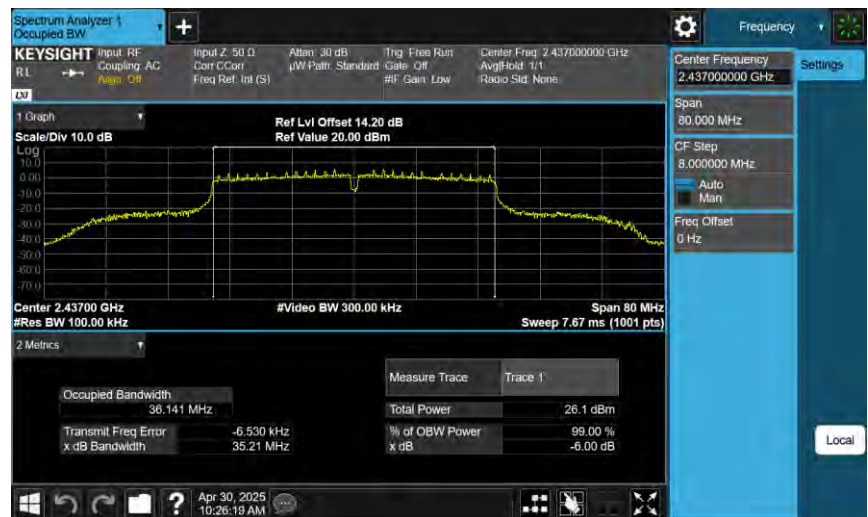 Spectrum Analyzer 1
Occupied BW
Frequency
KEYSIGHT
RL
LXI
Input: RF
Coupling: AC
Align: Off
Input Z: 50 Ω
Corr CCorr
Freq Ref: Int (S)
Atten: 30 dB
µW Path: Standard
Trig: Free Run
Gate: Off
#IF Gain: Low
Center Freq: 2.437000000 GHz
Avg|Hold: 1/1
Radio Std: None
Center Frequency
2.437000000 GHz
Settings
Span
80.000 MHz
CF Step
8.000000 MHz
Auto
Man
Freq Offset
0 Hz
Local
1 Graph
Scale/Div 10.0 dB
Ref Lvl Offset 14.20 dB
Ref Value 20.00 dBm
Log
10.0
0.00
-10.0
-20.0
-30.0
-40.0
-50.0
-60.0
-70.0
Center 2.43700 GHz
#Video BW 300.00 kHz
Span 80 MHz
#Res BW 100.00 kHz
Sweep 7.67 ms (1001 pts)
2 Metrics
Measure Trace Trace 1
Occupied Bandwidth
36.141 MHz
Total Power 26.1 dBm
Transmit Freq Error -6.530 kHz
% of OBW Power 99.00 %
x dB Bandwidth 35.21 MHz
x dB -6.00 dB
Apr 30, 2025
10:26:19 AM